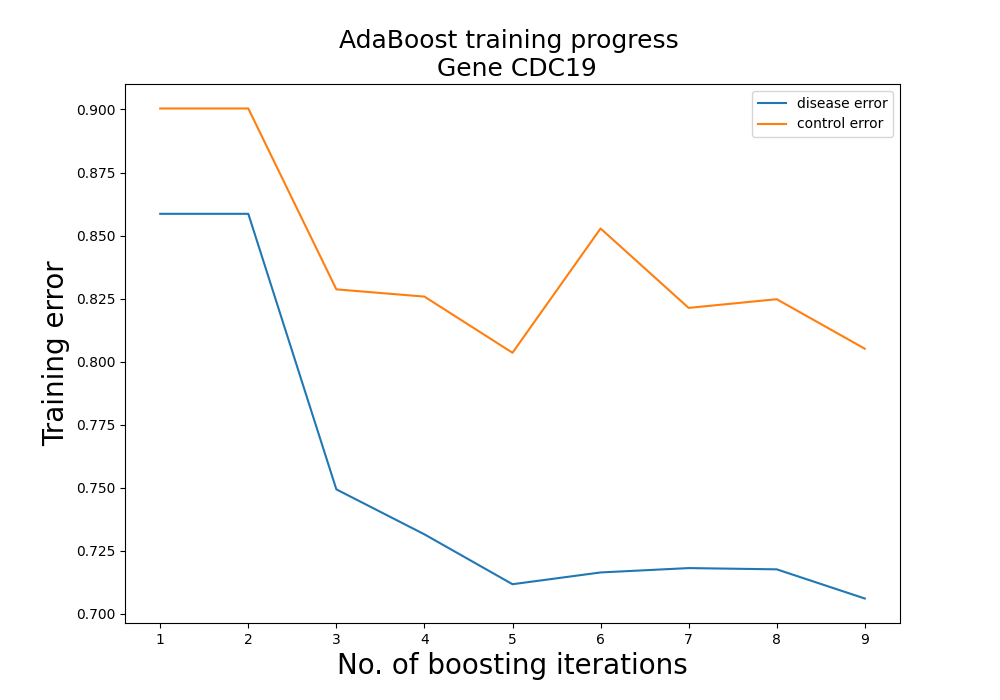 AdaBoost training progress
Gene CDC19
disease error
control error
Training error
0.900
0.875
0.850
0.825
0.800
0.775
0.750
0.725
0.700
1 2 3 4 5 6 7 8 9
No. of boosting iterations